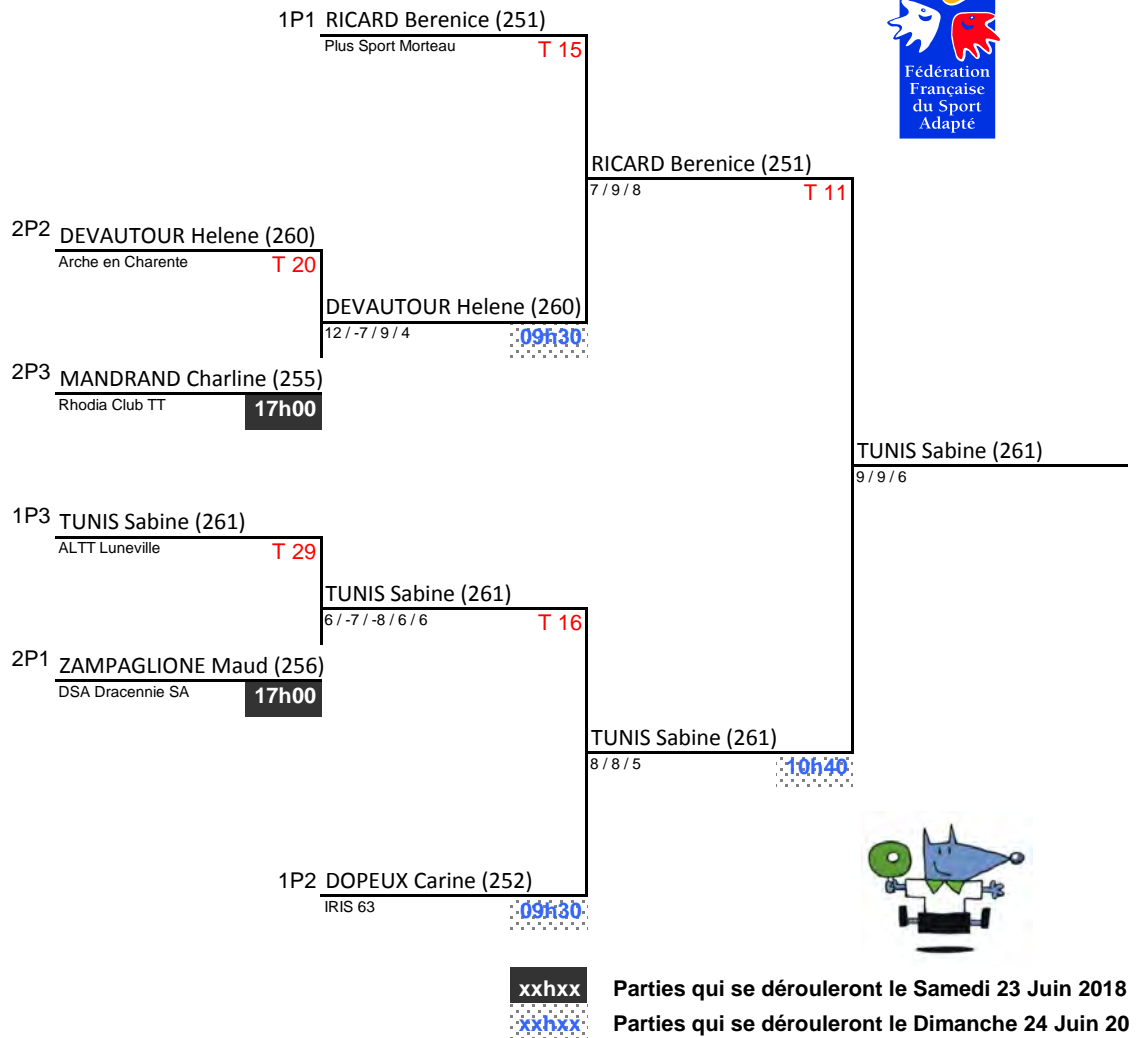 1P1 RICARD Berenice (251)
Plus Sport Morteau T 15
Fédération
Française
du Sport
Adapté
RICARD Berenice (251)
7 / 9 / 8 T 11
2P2 DEVAUTOUR Helene (260)
Arche en Charente T 20
DEVAUTOUR Helene (260)
12 / -7 / 9 / 4 09h30
2P3 MANDRAND Charline (255)
Rhodia Club TT 17h00
TUNIS Sabine (261)
9 / 9 / 6
1P3 TUNIS Sabine (261)
ALTT Luneville T 29
TUNIS Sabine (261)
6 / -7 / -8 / 6 / 6 T 16
2P1 ZAMPAGLIONE Maud (256)
DSA Dracennie SA 17h00
TUNIS Sabine (261)
8 / 8 / 5 10h40
1P2 DOPEUX Carine (252)
IRIS 63 09h30
xxhxx Parties qui se dérouleront le Samedi 23 Juin 2018
xxhxx Parties qui se dérouleront le Dimanche 24 Juin 20